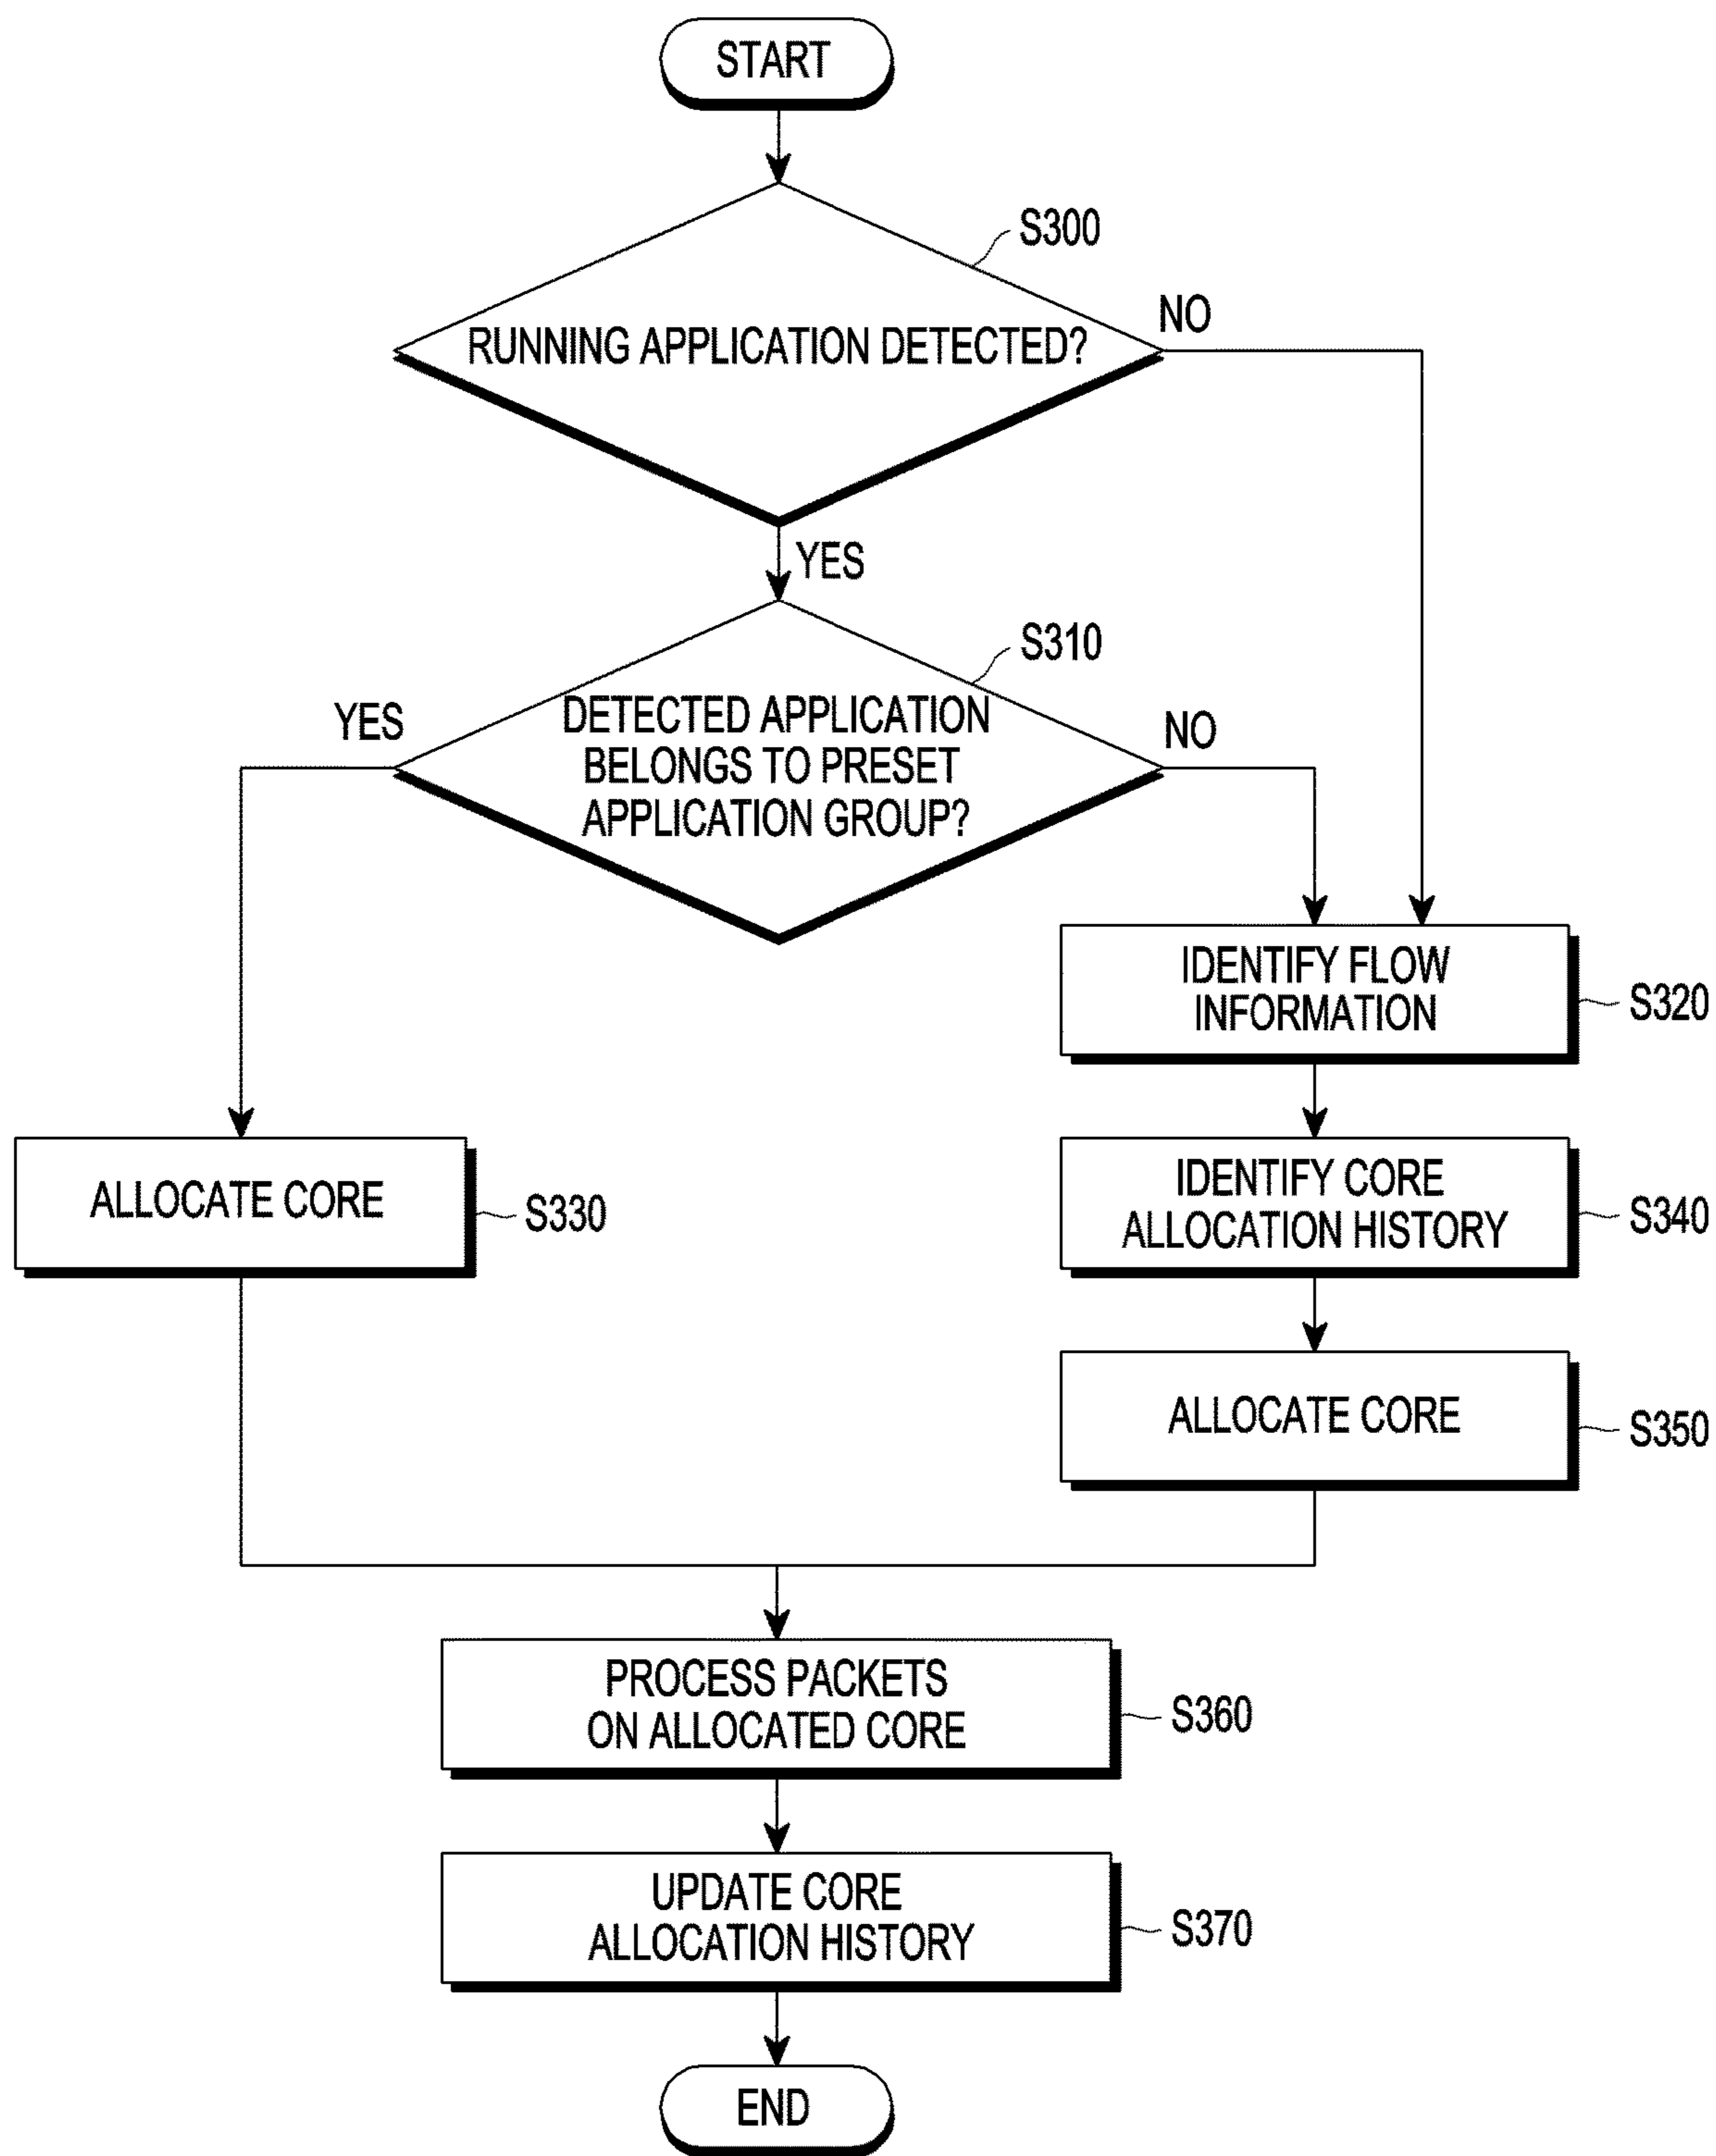 START
S300
RUNNING APPLICATION DETECTED?
NO
YES
S310
YES
DETECTED APPLICATION
BELONGS TO PRESET
APPLICATION GROUP?
NO
IDENTIFY FLOW
INFORMATION
S320
ALLOCATE CORE
S330
IDENTIFY CORE
ALLOCATION HISTORY
S340
ALLOCATE CORE
S350
PROCESS PACKETS
ON ALLOCATED CORE
S360
UPDATE CORE
ALLOCATION HISTORY
S370
END